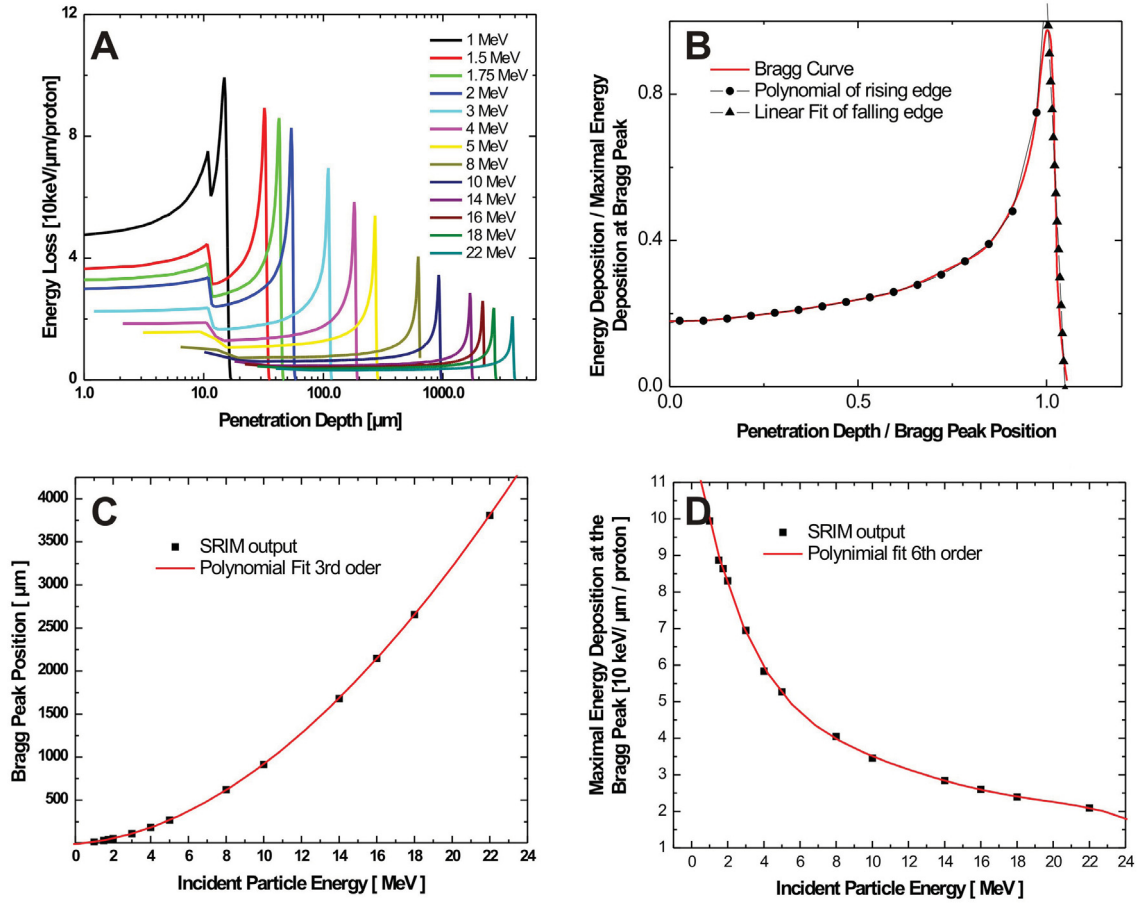 A
Energy Loss [10keV/µm/proton]
12
8
4
0
1.0
10.0
100.0
1000.0
Penetration Depth [µm]
1 MeV
1.5 MeV
1.75 MeV
2 MeV
3 MeV
4 MeV
5 MeV
8 MeV
10 MeV
14 MeV
16 MeV
18 MeV
22 MeV
B
Energy Deposition / Maximal Energy
Deposition at Bragg Peak
0.8
0.4
0.0
0.0
0.5
1.0
Penetration Depth / Bragg Peak Position
Bragg Curve
Polynomial of rising edge
Linear Fit of falling edge
C
Bragg Peak Position [ µm]
4000
3500
3000
2500
2000
1500
1000
500
0 2 4 6 8 10 12 14 16 18 20 22 24
Incident Particle Energy [ MeV ]
SRIM output
Polynomial Fit 3rd oder
D
Maximal Energy Deposition at the
Bragg Peak [10 keV/ µm / proton ]
11
10
9
8
7
6
5
4
3
2
1
0 2 4 6 8 10 12 14 16 18 20 22 24
Incident Particle Energy [ MeV ]
SRIM output
Polynimial fit 6th order